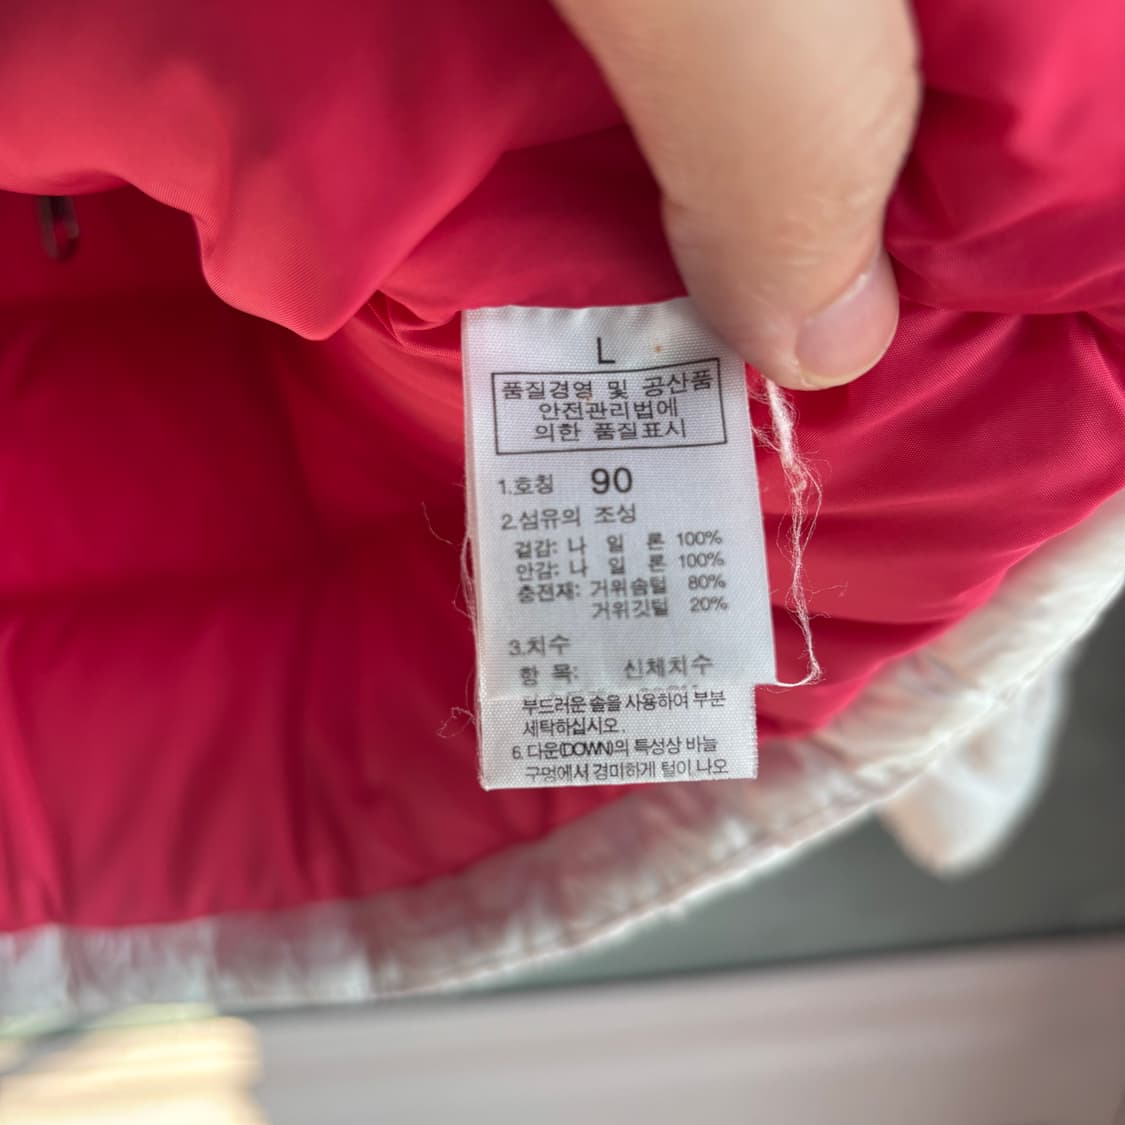 L
품질경영 및 공산품
안전관리법에
의한 품질표시
1.호칭 90
2.섬유의 조성
겉감: 나 일 론 100%
안감: 나 일 론 100%
충전재: 거위솜털 80%
거위깃털 20%
3.치수
항 목: 신체치수
부드러운 솔을 사용하여 부분
세탁하십시오.
6. 다운(DOWN)의 특성상 바늘
구멍에서 경미하게 털이 나오